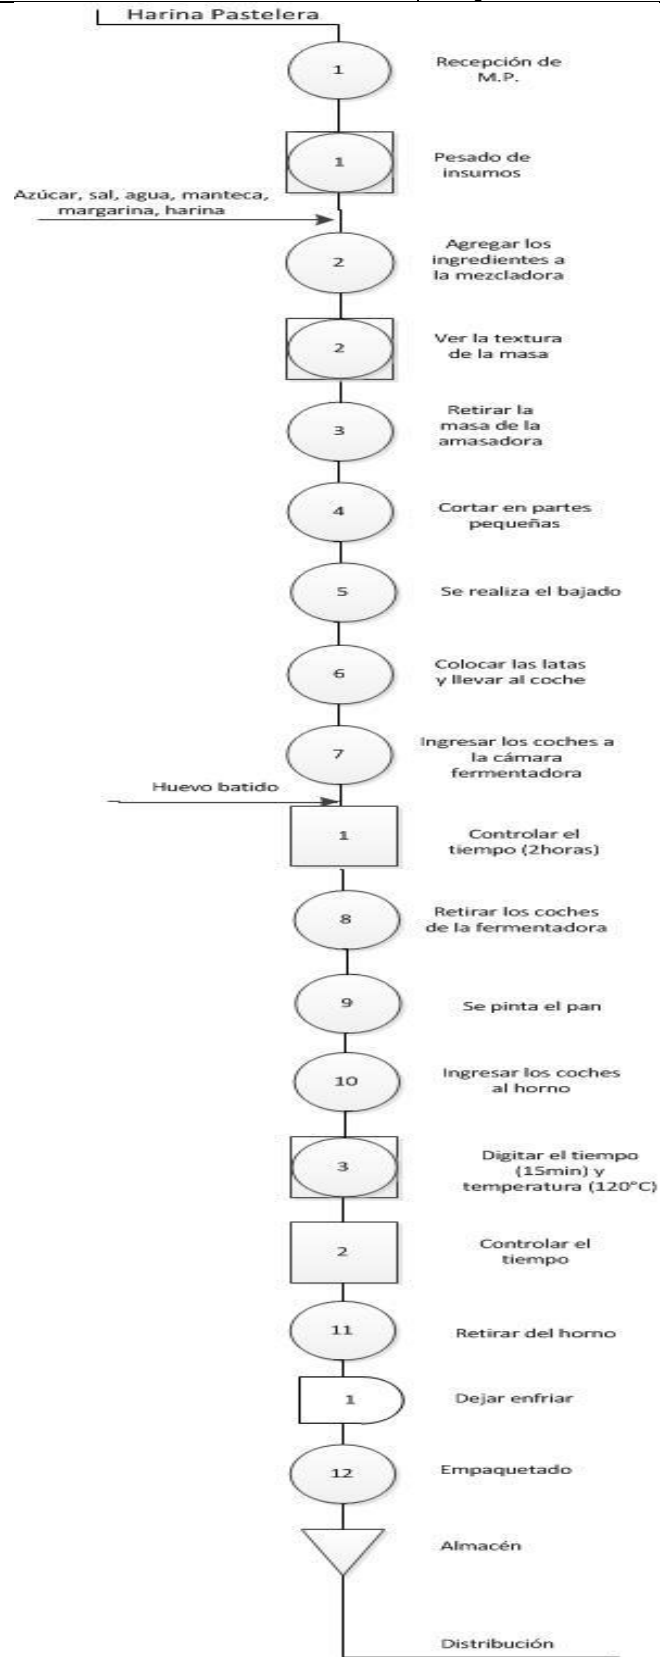 Harina Pastelera
1
Recepción de
M.P.
1
Pesado de
insumos
Azúcar, sal, agua, manteca,
margarina, harina
2
Agregar los
ingredientes a
la mezcladora
2
Ver la textura
de la masa
3
Retirar la
masa de la
amasadora
4
Cortar en partes
pequeñas
5
Se realiza el bajado
6
Colocar las latas
y llevar al coche
7
Ingresar los coches a
la cámara
fermentadora
Huevo batido
1
Controlar el
tiempo (2horas)
8
Retirar los coches
de la fermentadora
9
Se pinta el pan
10
Ingresar los coches
al horno
3
Digitar el tiempo
(15min) y
temperatura (120°C)
2
Controlar el
tiempo
11
Retirar del horno
1
Dejar enfriar
12
Empaquetado
Almacén
Distribución